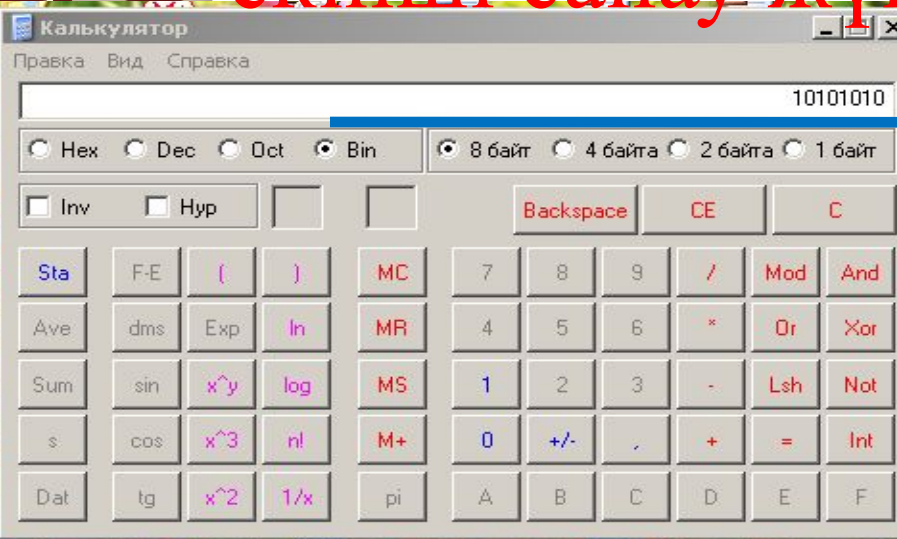 Калькулятор
Правка Вид Справка
10101010
Hex Dec Oct Bin 8 байт 4 байта 2 байта 1 байт
Inv Hyp Backspace CE C
Sta F-E ( ) MC 7 8 9 / Mod And
Ave dms Exp ln MR 4 5 6 * Or Xor
Sum sin x^y log MS 1 2 3 - Lsh Not
s cos x^3 n! M+ 0 +/- , + = Int
Dat tg x^2 1/x pi A B C D E F